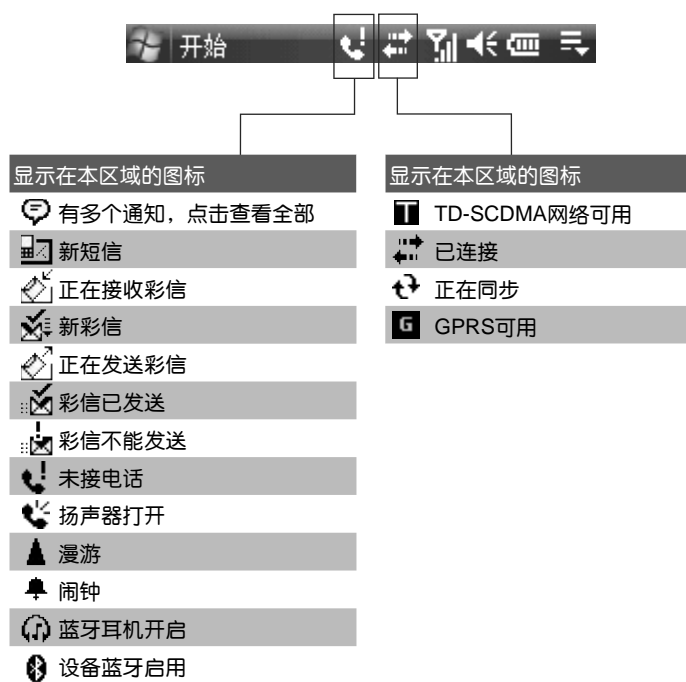 开始
显示在本区域的图标
有多个通知，点击查看全部
新短信
正在接收彩信
新彩信
正在发送彩信
彩信已发送
彩信不能发送
未接电话
扬声器打开
漫游
闹钟
蓝牙耳机开启
设备蓝牙启用
显示在本区域的图标
T TD-SCDMA网络可用
已连接
正在同步
G GPRS可用